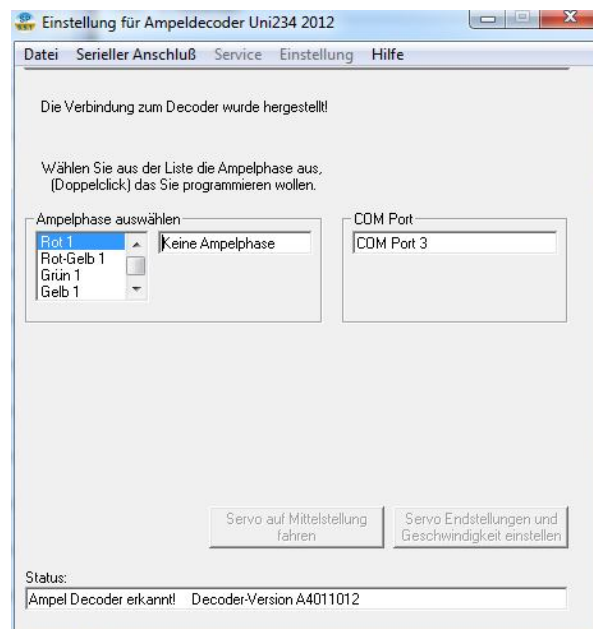 Einstellung für Ampeldecoder Uni234 2012
Datei Serieller Anschluß Service Einstellung Hilfe
Die Verbindung zum Decoder wurde hergestellt!
Wählen Sie aus der Liste die Ampelphase aus,
(Doppelclick) das Sie programmieren wollen.
Ampelphase auswählen
Rot 1
Rot-Gelb 1
Grün 1
Gelb 1
Keine Ampelphase
COM Port
COM Port 3
Servo auf Mittelstellung
fahren
Servo Endstellungen und
Geschwindigkeit einstellen
Status:
Ampel Decoder erkannt! Decoder-Version A4011012